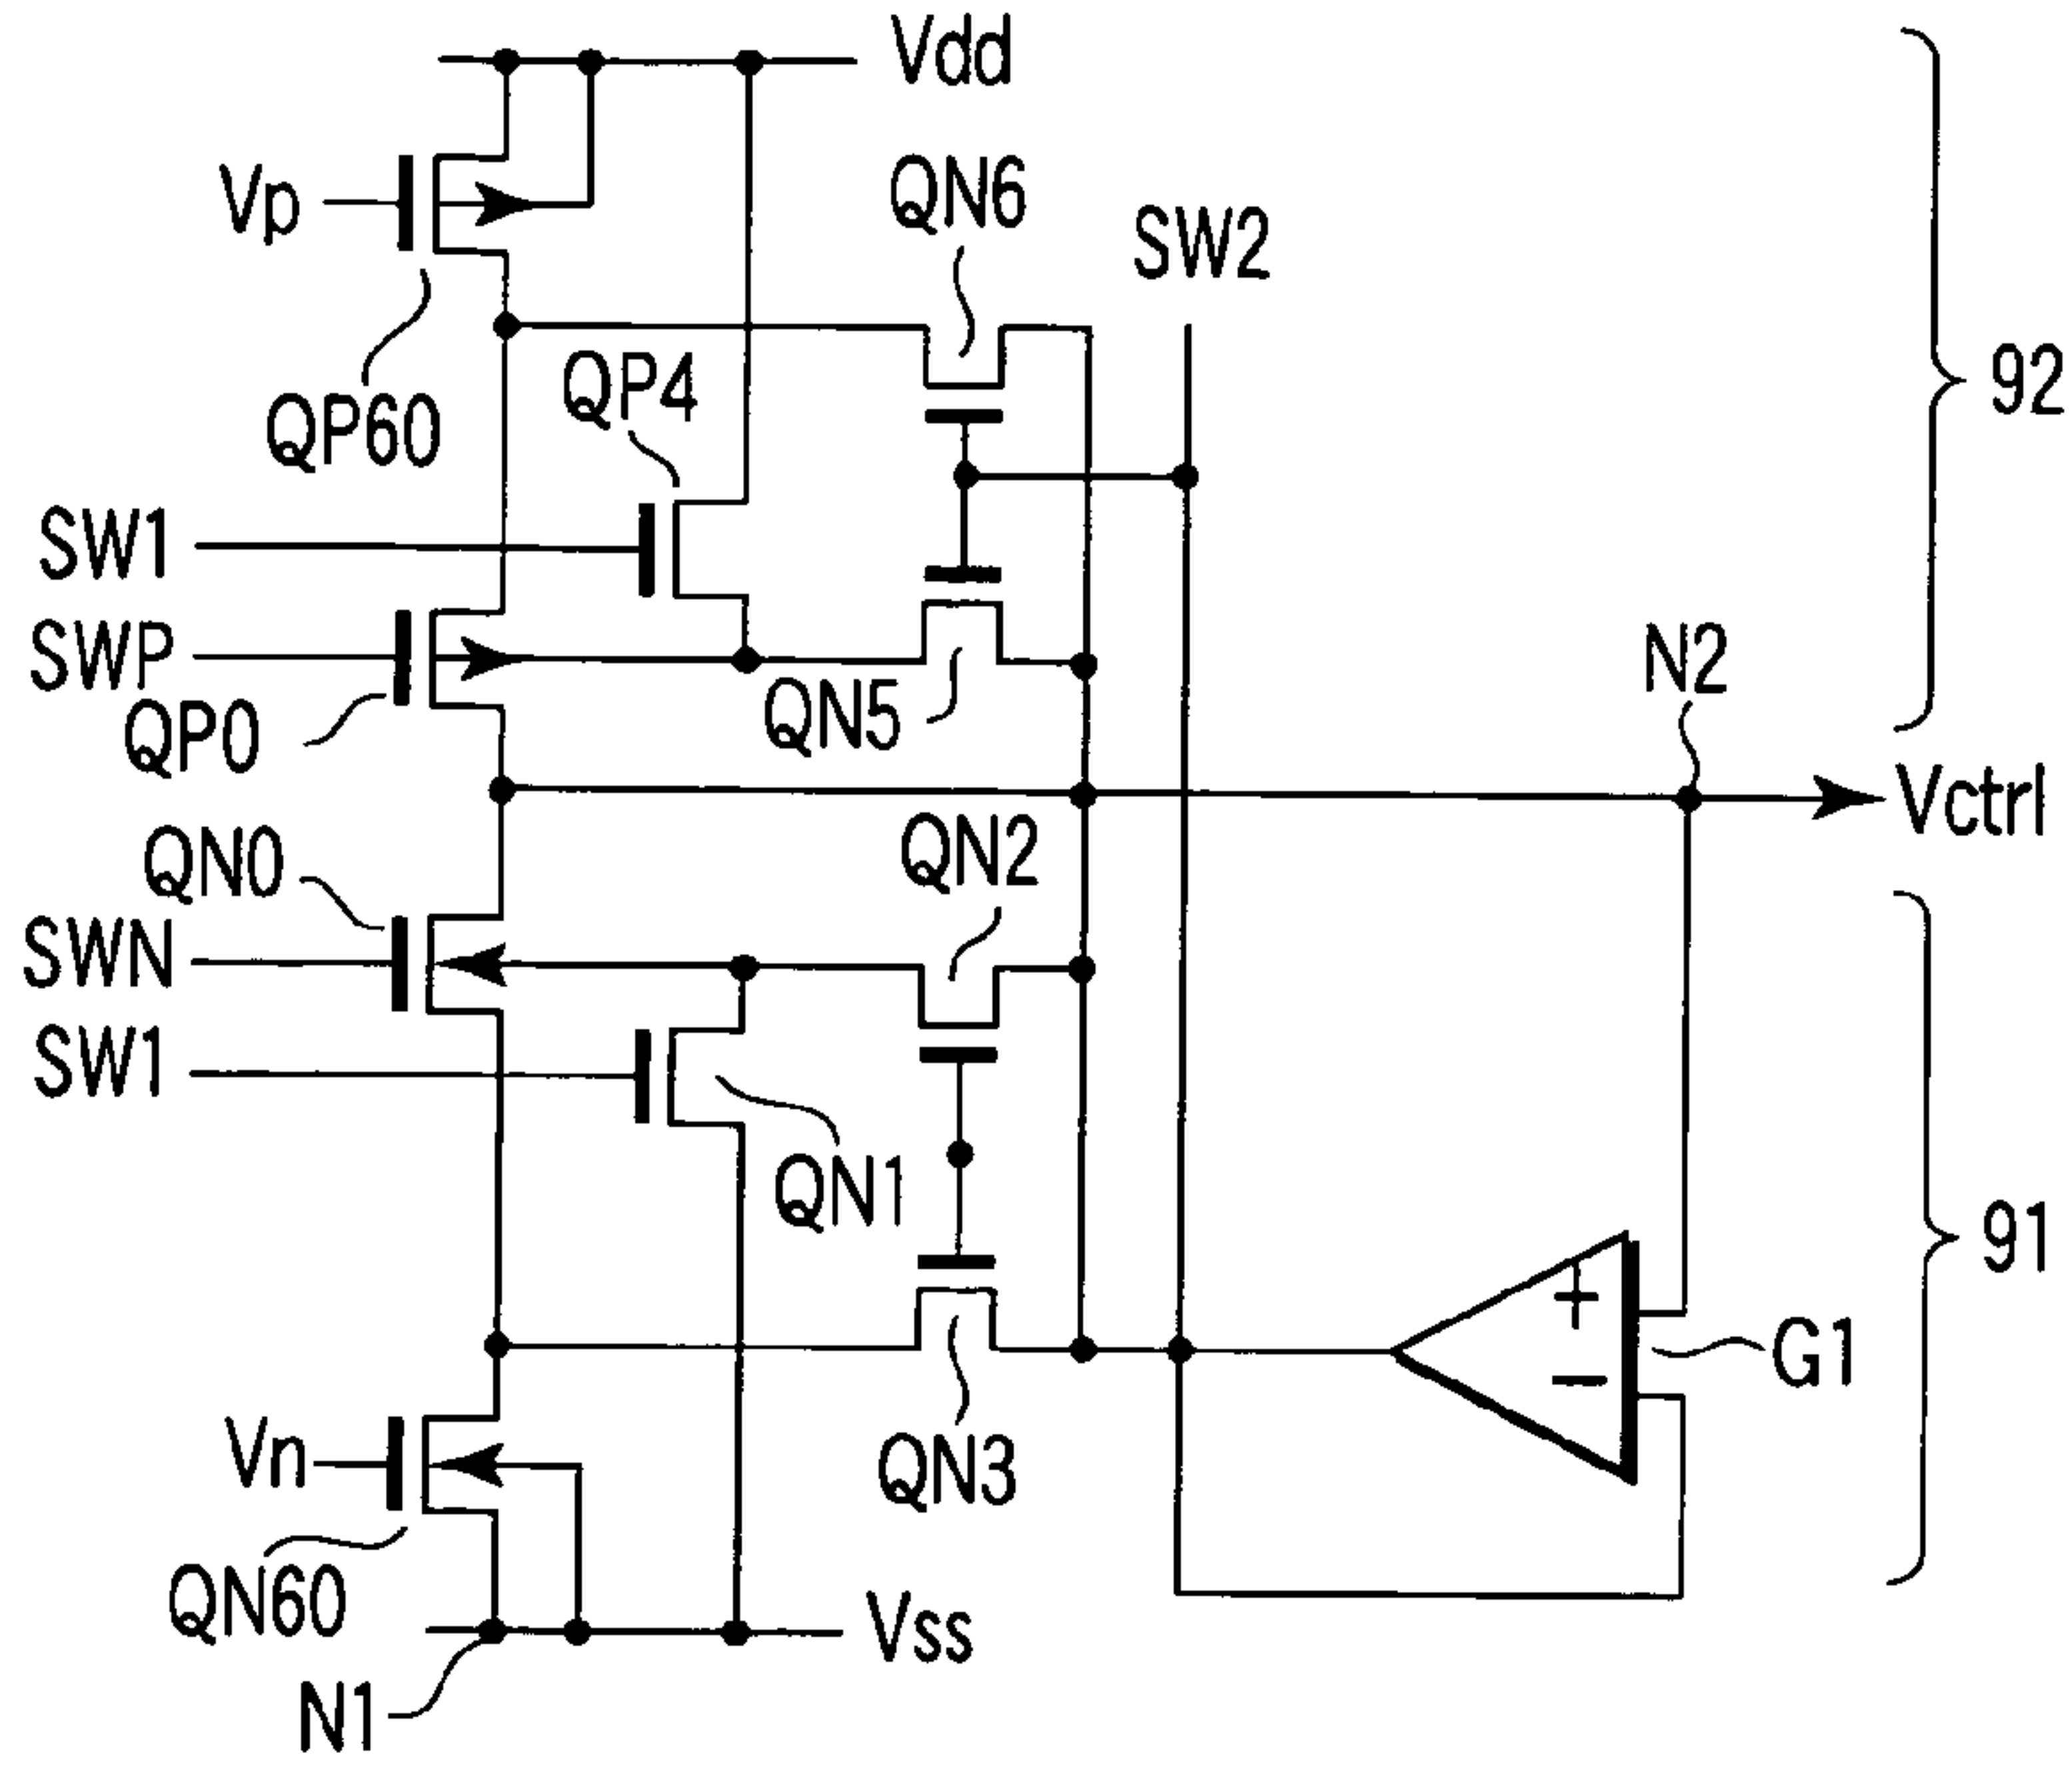 Vdd
Vp
QN6
SW2
QP4
92
QP60
SW1
SWP
N2
QN5
QP0
Vctrl
QN2
QN0
SWN
SW1
QN1
91
+
G1
−
Vn
QN3
QN60
Vss
N1